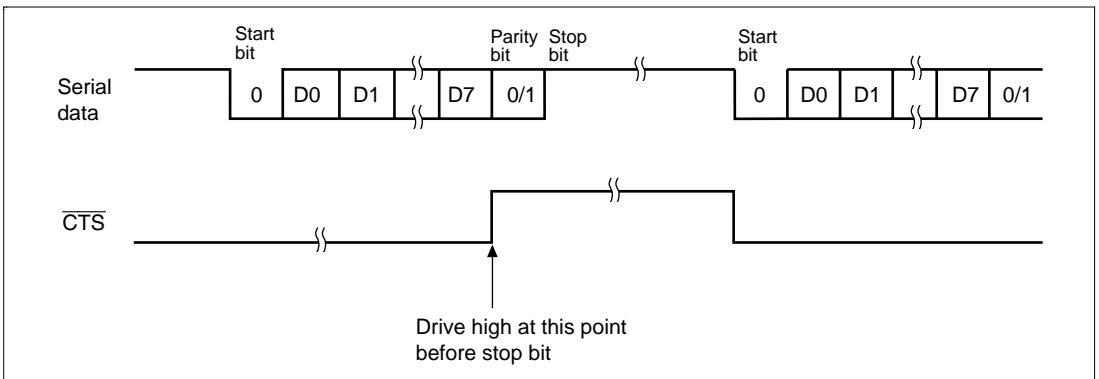 Start bit
Parity bit
Stop bit
Start bit
Serial data
0 D0 D1 D7 0/1 0 D0 D1 D7 0/1
CTS
Drive high at this point
before stop bit